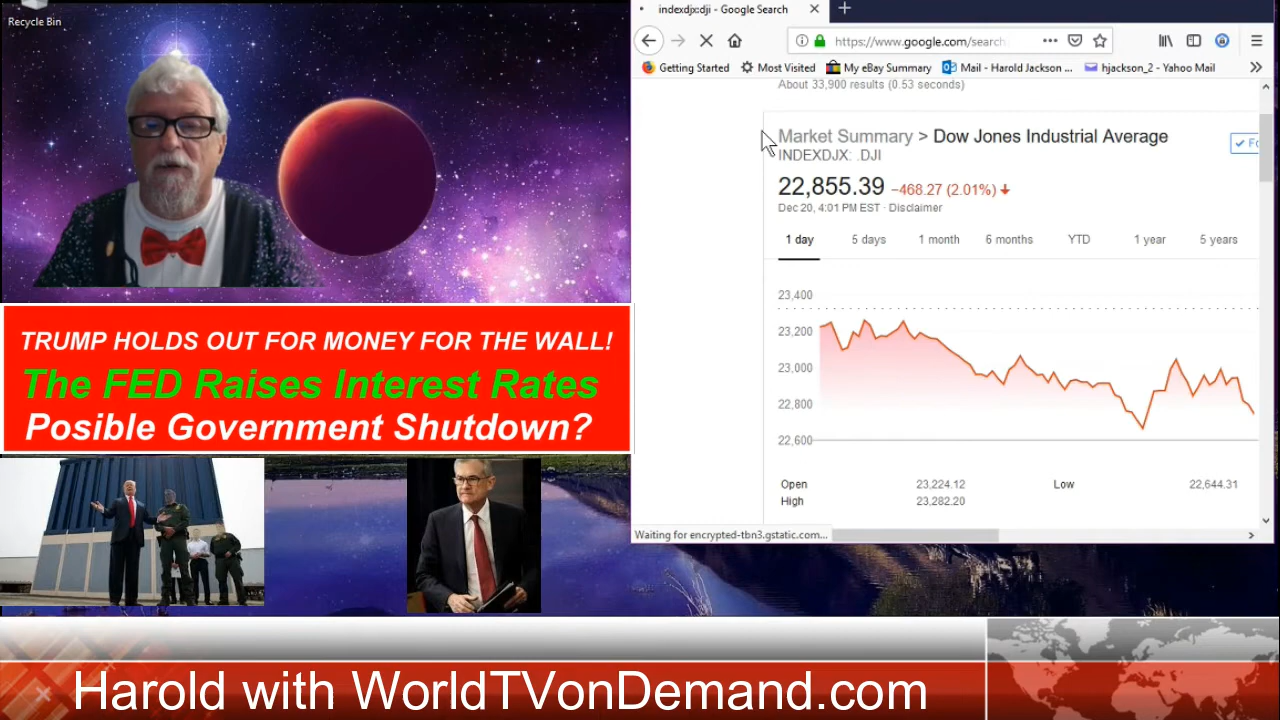 Recycle Bin
indexdjx:dji - Google Search
https://www.google.com/search
Getting Started Most Visited My eBay Summary Mail - Harold Jackson ... hjackson_2 - Yahoo Mail
About 33,900 results (0.53 seconds)
Market Summary > Dow Jones Industrial Average
INDEXDJX: .DJI
22,855.39 −468.27 (2.01%)
Dec 20, 4:01 PM EST · Disclaimer
1 day 5 days 1 month 6 months YTD 1 year 5 years
23,400
23,200
23,000
22,800
22,600
Open 23,224.12 Low 22,644.31
High 23,282.20
Waiting for encrypted-tbn3.gstatic.com...
TRUMP HOLDS OUT FOR MONEY FOR THE WALL!
The FED Raises Interest Rates
Posible Government Shutdown?
Harold with WorldTVonDemand.com